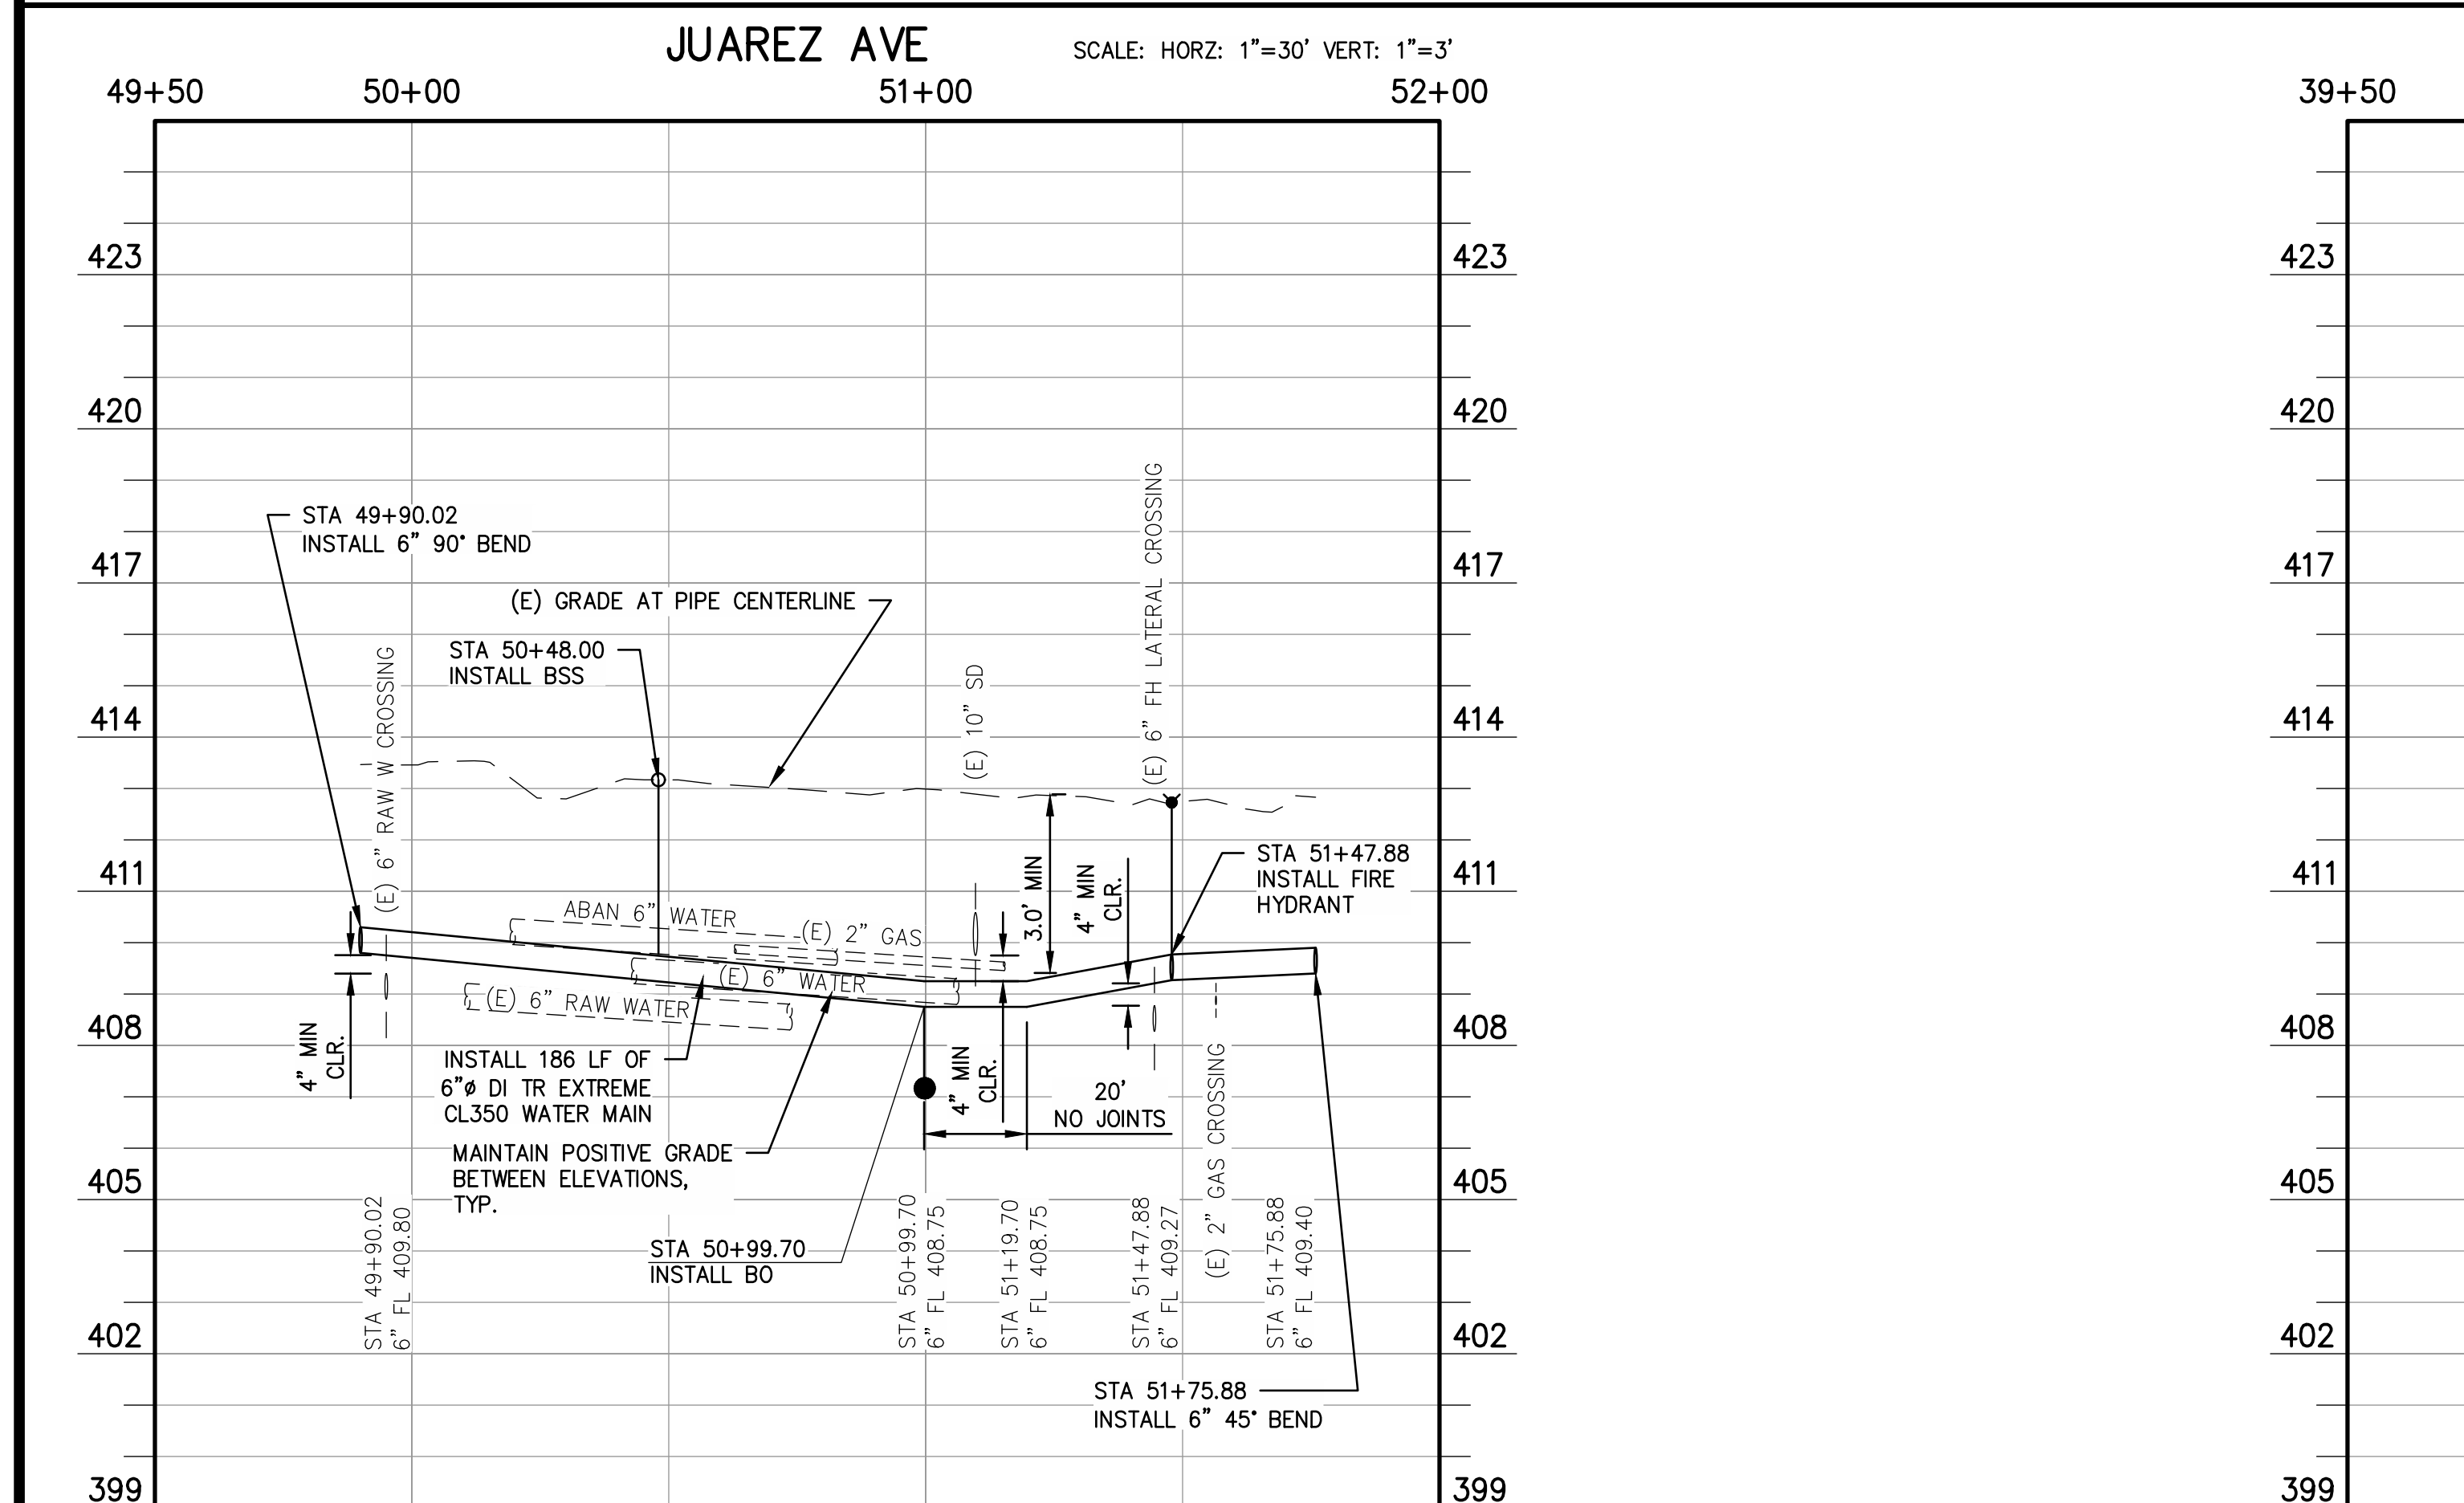 JUAREZ AVE
SCALE: HORZ: 1"=30' VERT: 1"=3'
49+50
50+00
51+00
52+00
39+50
423
423
423
420
420
420
417
417
417
414
414
414
411
411
411
408
408
408
405
405
405
402
402
402
399
399
399
STA 49+90.02
INSTALL 6" 90° BEND
(E) GRADE AT PIPE CENTERLINE
STA 50+48.00
INSTALL BSS
(E) 6" RAW W CROSSING
(E) 10" SD
(E) 6" FH LATERAL CROSSING
STA 51+47.88
INSTALL FIRE
HYDRANT
3.0' MIN
4" MIN
CLR.
ABAN 6" WATER
(E) 2" GAS
(E) 6" WATER
(E) 6" RAW WATER
4" MIN
CLR.
INSTALL 186 LF OF
6"ø DI TR EXTREME
CL350 WATER MAIN
4" MIN
CLR.
20'
NO JOINTS
MAINTAIN POSITIVE GRADE
BETWEEN ELEVATIONS,
TYP.
(E) 2" GAS CROSSING
STA 50+99.70
INSTALL BO
STA 49+90.02
6" FL 409.80
STA 50+99.70
6" FL 408.75
STA 51+19.70
6" FL 408.75
STA 51+47.88
6" FL 409.27
STA 51+75.88
6" FL 409.40
STA 51+75.88
INSTALL 6" 45° BEND